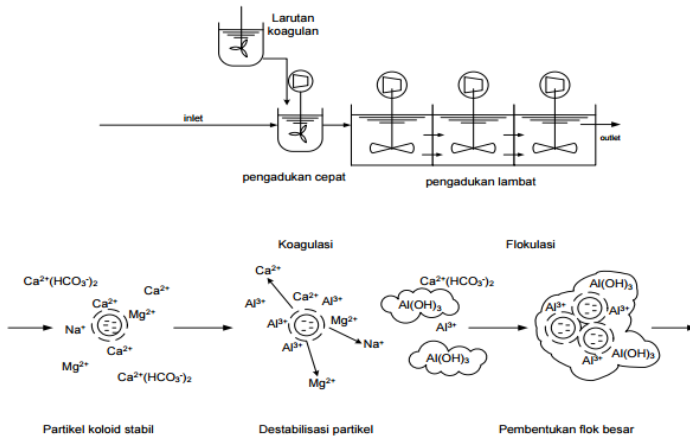 Larutan
koagulan
inlet
outlet
pengadukan cepat
pengadukan lambat
Koagulasi
Flokulasi
Ca²⁺(HCO₃⁻)₂
Ca²⁺
Ca²⁺
Mg²⁺
Na⁺
Ca²⁺
Mg²⁺
Ca²⁺(HCO₃⁻)₂
Ca²⁺
Al³⁺
Ca²⁺
Al³⁺
Al³⁺
Mg²⁺
Al³⁺
Na⁺
Mg²⁺
Ca²⁺(HCO₃⁻)₂
Al(OH)₃
Al³⁺
Al(OH)₃
Al(OH)₃
Al³⁺
Al³⁺
Al³⁺
Al(OH)₃
Partikel koloid stabil
Destabilisasi partikel
Pembentukan flok besar